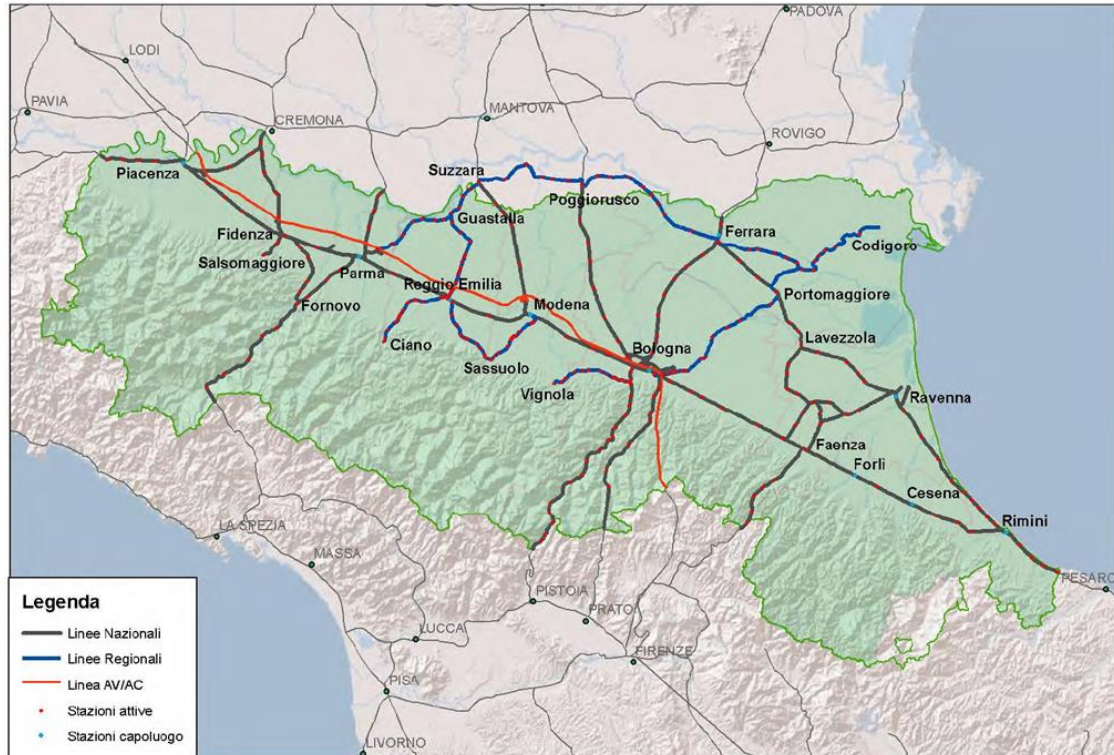 PADOVA
LODI
PAVIA
MANTOVA
CREMONA
ROVIGO
Piacenza
Suzzara
Poggiorusco
Guastalla
Ferrara
Fidenza
Codigoro
Salsomaggiore
Parma
Reggio Emilia
Portomaggiore
Fornovo
Modena
Ciano
Lavezzola
Bologna
Sassuolo
Vignola
Ravenna
Faenza
Forlì
Cesena
Rimini
LA SPEZIA
MASSA
PESARO
PISTOIA
PRATO
LUCCA
FIRENZE
PISA
LIVORNO
Legenda
Linee Nazionali
Linee Regionali
Linea AV/AC
Stazioni attive
Stazioni capoluogo